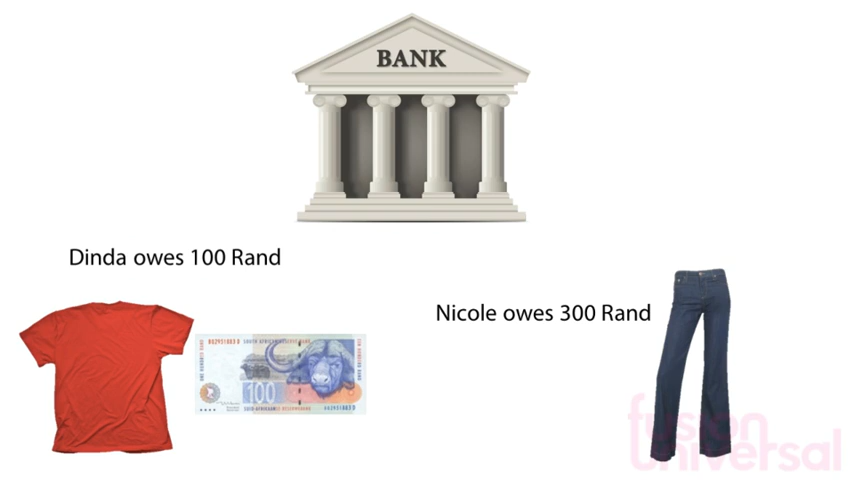 BANK
Dinda owes 100 Rand
Nicole owes 300 Rand
100
fusion
universal